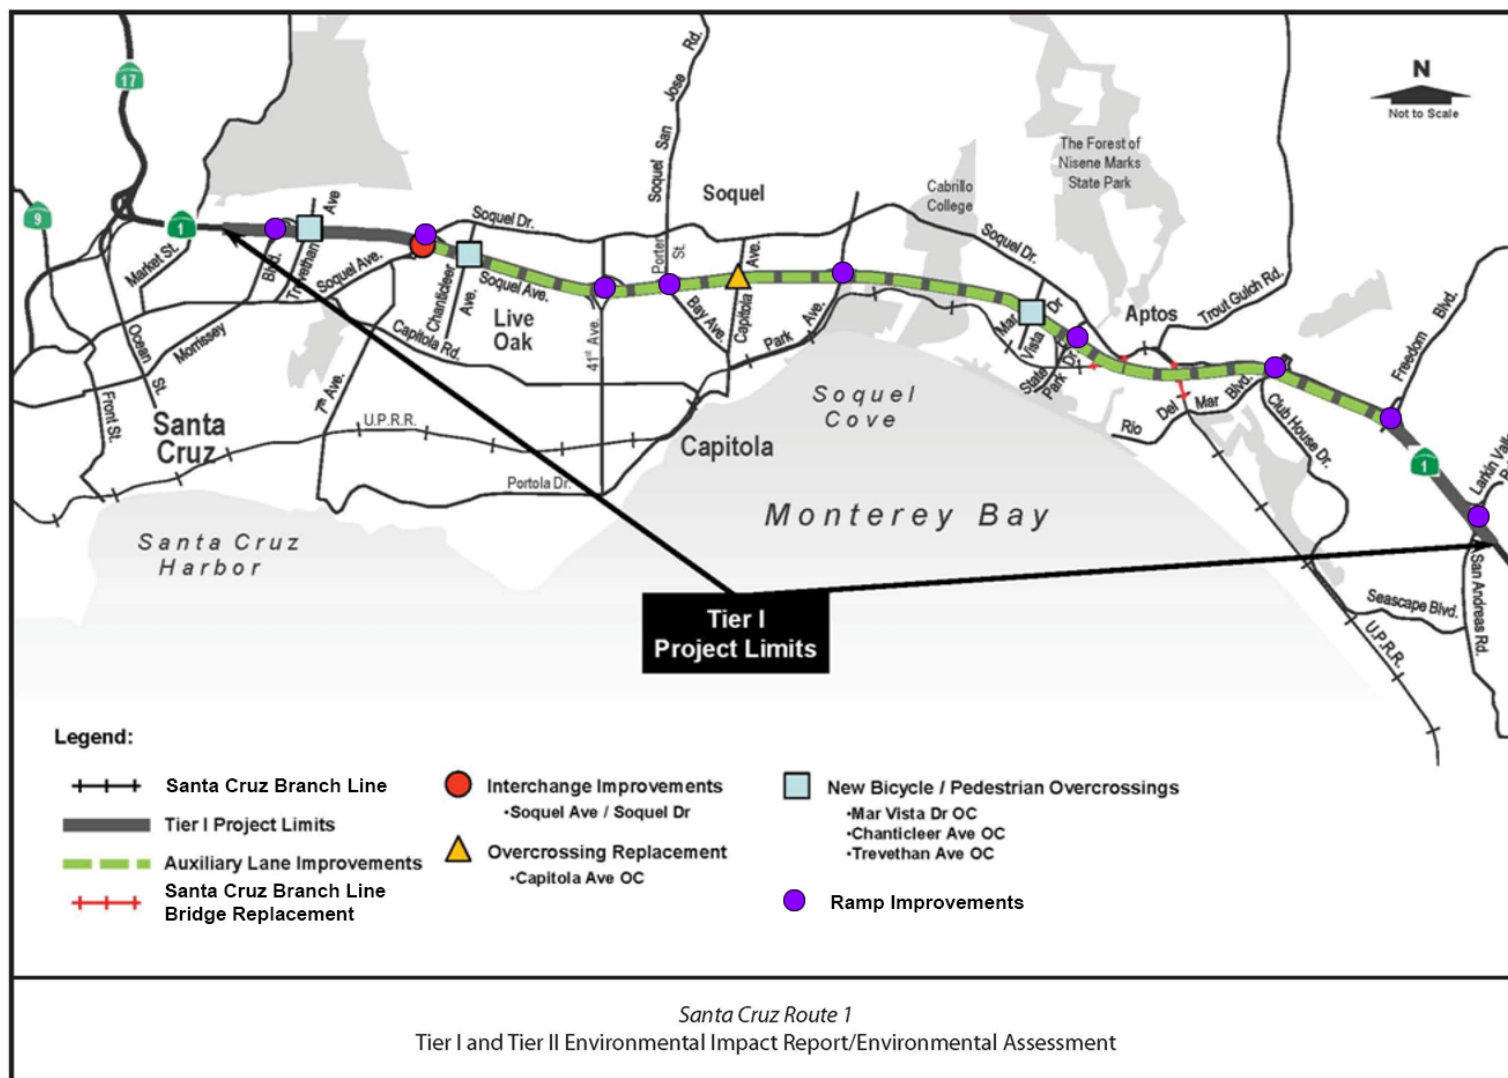 17
N
Not to Scale
Soquel San Jose Rd.
The Forest of
Nisene Marks
State Park
Cabrillo
College
Soquel
9
1
Ave
Trevethan
Soquel Dr.
Soquel Dr.
Market St.
Blvd.
Morrissey
Soquel Ave.
Chanticleer
Ave.
Soquel Ave.
Porter
St.
Capitola
Ave.
Bay Ave.
Park Ave.
Mar
Vista
Dr
State
Park
Dr.
Aptos
Trout Gulch Rd.
Freedom Blvd.
Live
Oak
41st Ave.
Capitola Rd.
Ocean
St.
Front St.
7th Ave.
Santa
Cruz
U.P.R.R.
Portola Dr.
Capitola
Soquel
Cove
Rio Del Mar Blvd.
Club House Dr.
1
Larkin
Monterey Bay
Santa Cruz
Harbor
San Andreas Rd.
Seascape Blvd.
U.P.R.R.
Tier I
Project Limits
Legend:
Santa Cruz Branch Line
Tier I Project Limits
Auxiliary Lane Improvements
Santa Cruz Branch Line
Bridge Replacement
Interchange Improvements
•Soquel Ave / Soquel Dr
Overcrossing Replacement
•Capitola Ave OC
New Bicycle / Pedestrian Overcrossings
•Mar Vista Dr OC
•Chanticleer Ave OC
•Trevethan Ave OC
Ramp Improvements
Santa Cruz Route 1
Tier I and Tier II Environmental Impact Report/Environmental Assessment